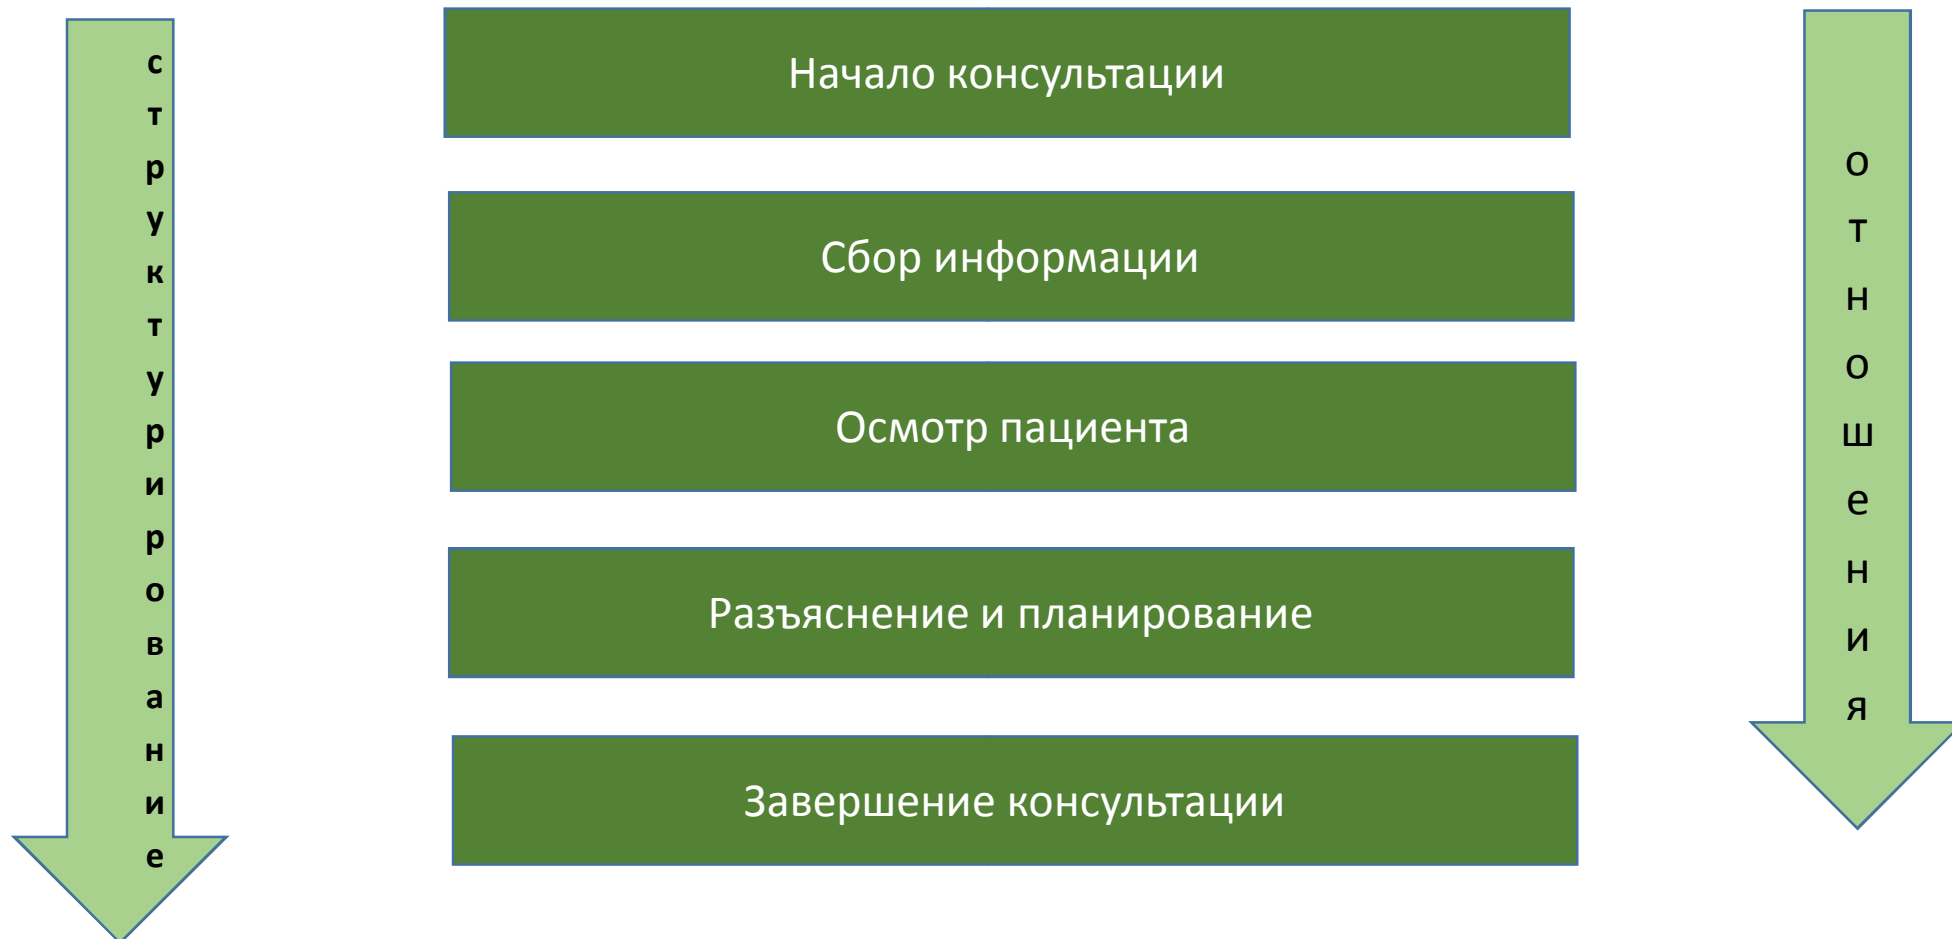 структурирование
Начало консультации
Сбор информации
Осмотр пациента
Разъяснение и планирование
Завершение консультации
отношения